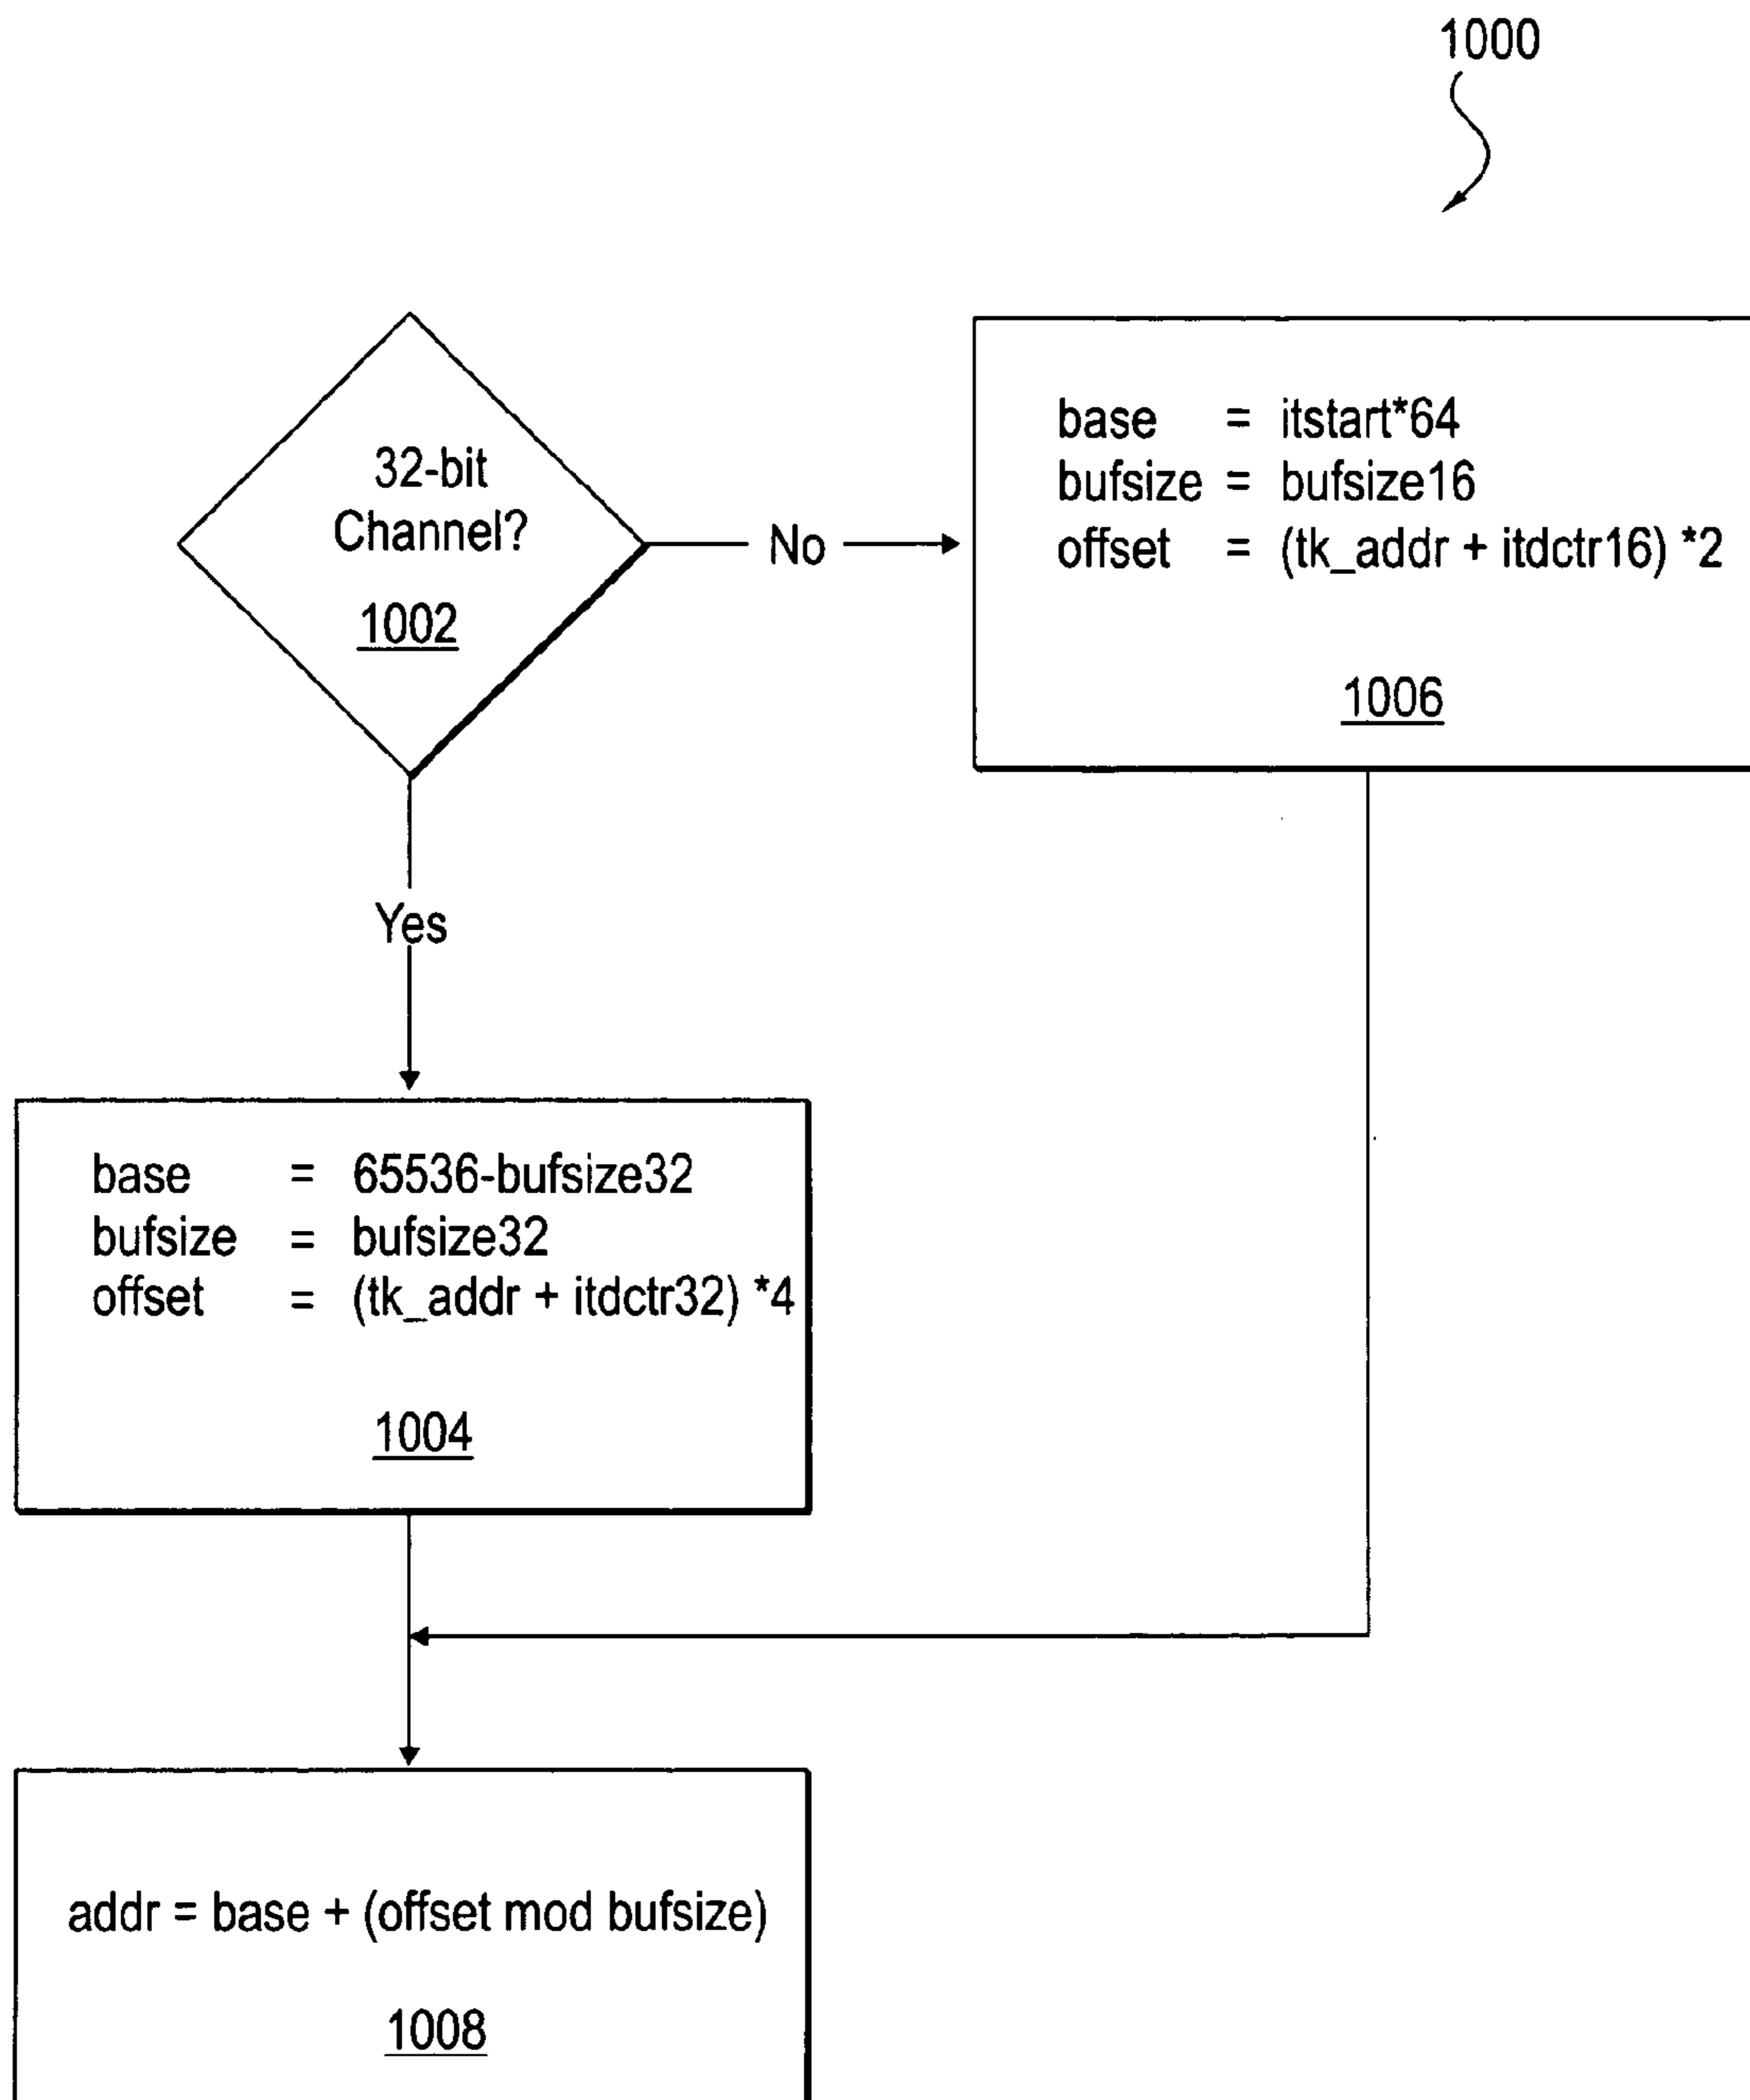 1000
32-bit
Channel?
1002
No
base = itstart*64
bufsize = bufsize16
offset = (tk_addr + itdctr16) *2
1006
Yes
base = 65536-bufsize32
bufsize = bufsize32
offset = (tk_addr + itdctr32) *4
1004
addr = base + (offset mod bufsize)
1008